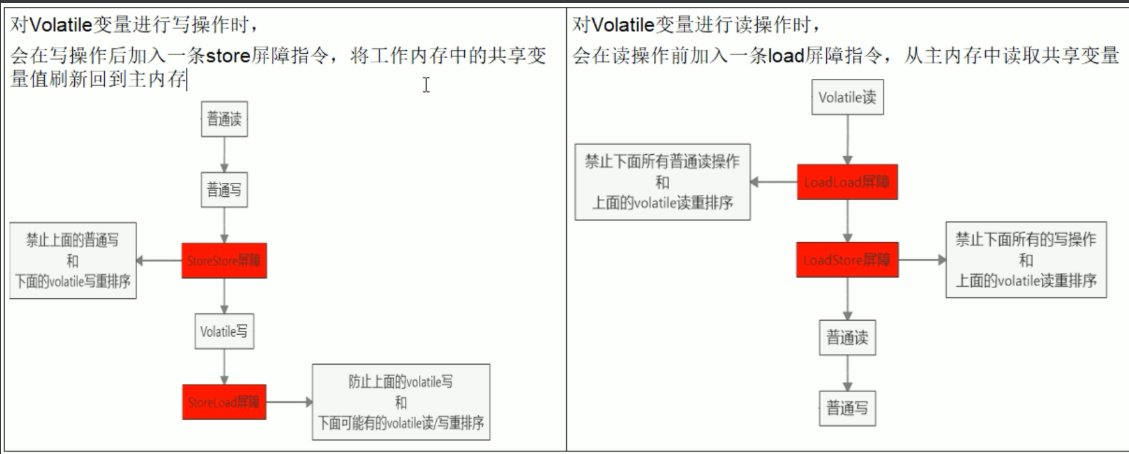 对Volatile变量进行写操作时，
会在写操作后加入一条store屏障指令，将工作内存中的共享变
量值刷新回到主内存
普通读
普通写
StoreStore屏障
禁止上面的普通写
和
下面的volatile写重排序
Volatile写
StoreLoad屏障
防止上面的volatile写
和
下面可能有的volatile读/写重排序
对Volatile变量进行读操作时，
会在读操作前加入一条load屏障指令，从主内存中读取共享变量
Volatile读
LoadLoad屏障
禁止下面所有普通读操作
和
上面的volatile读重排序
LoadStore屏障
禁止下面所有的写操作
和
上面的volatile读重排序
普通读
普通写